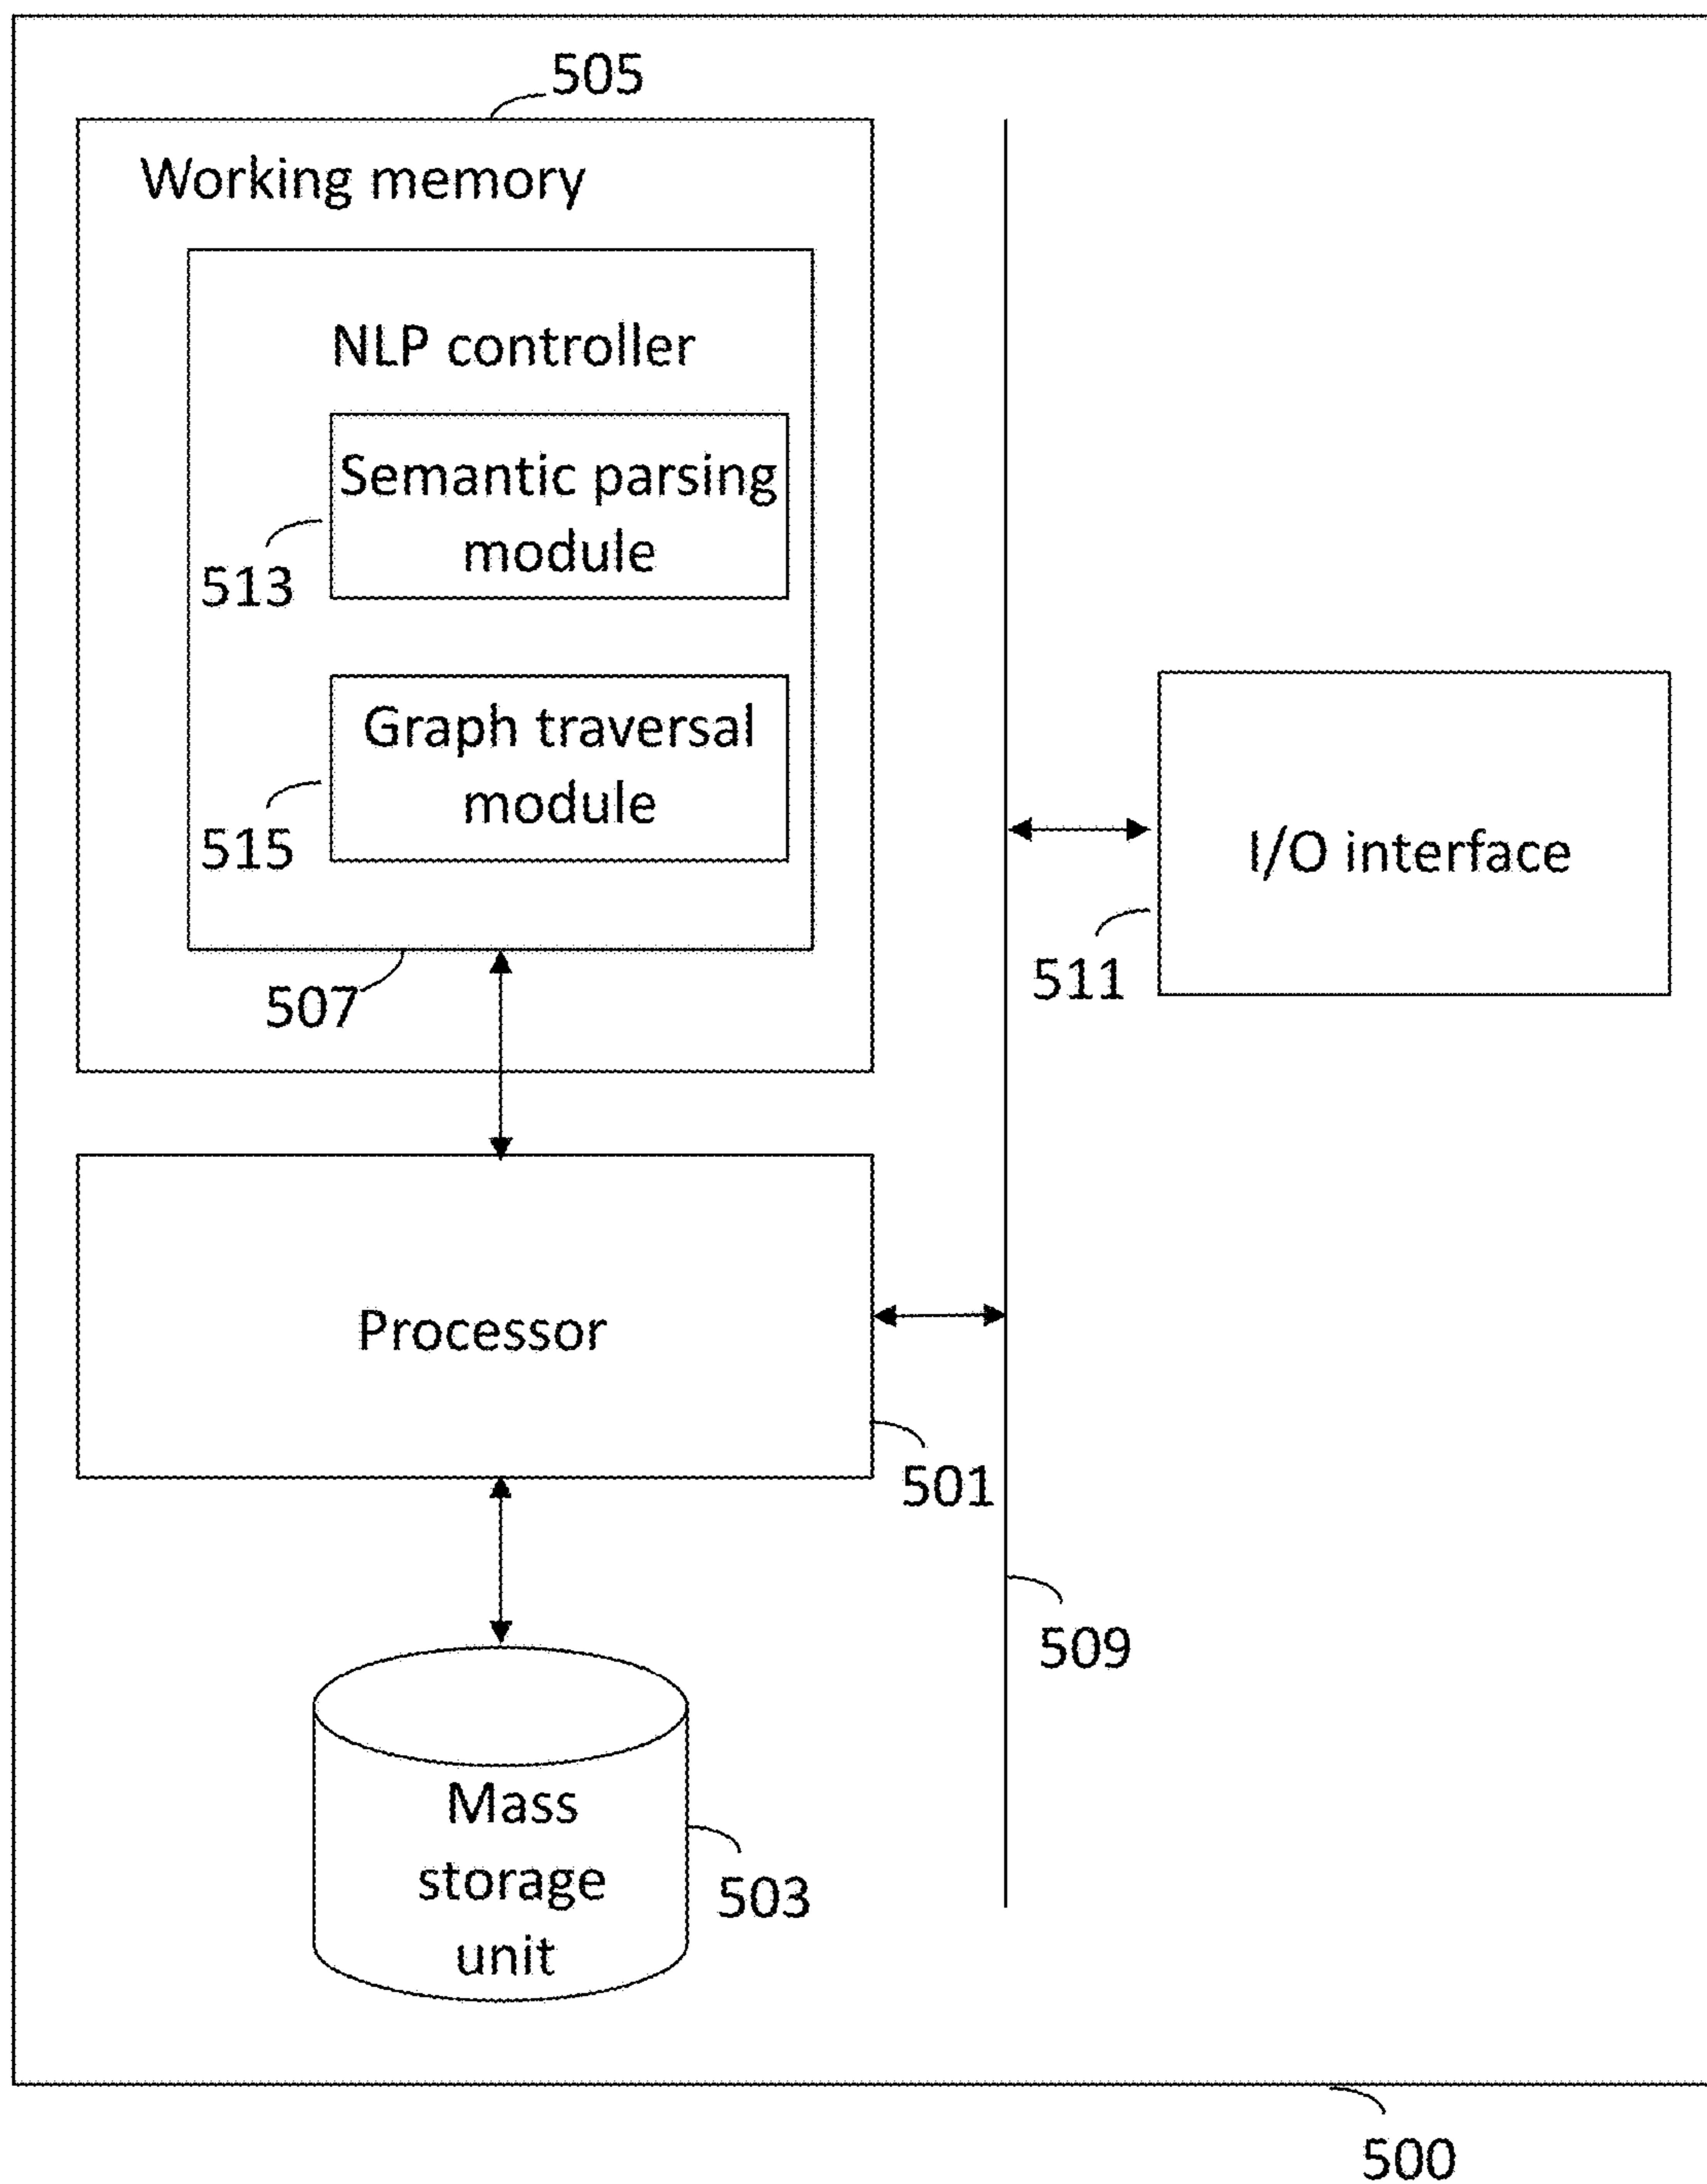 505
Working memory
NLP controller
Semantic parsing
module
513
Graph traversal
module
515
507
I/O interface
511
Processor
501
509
Mass
storage
unit
503
500